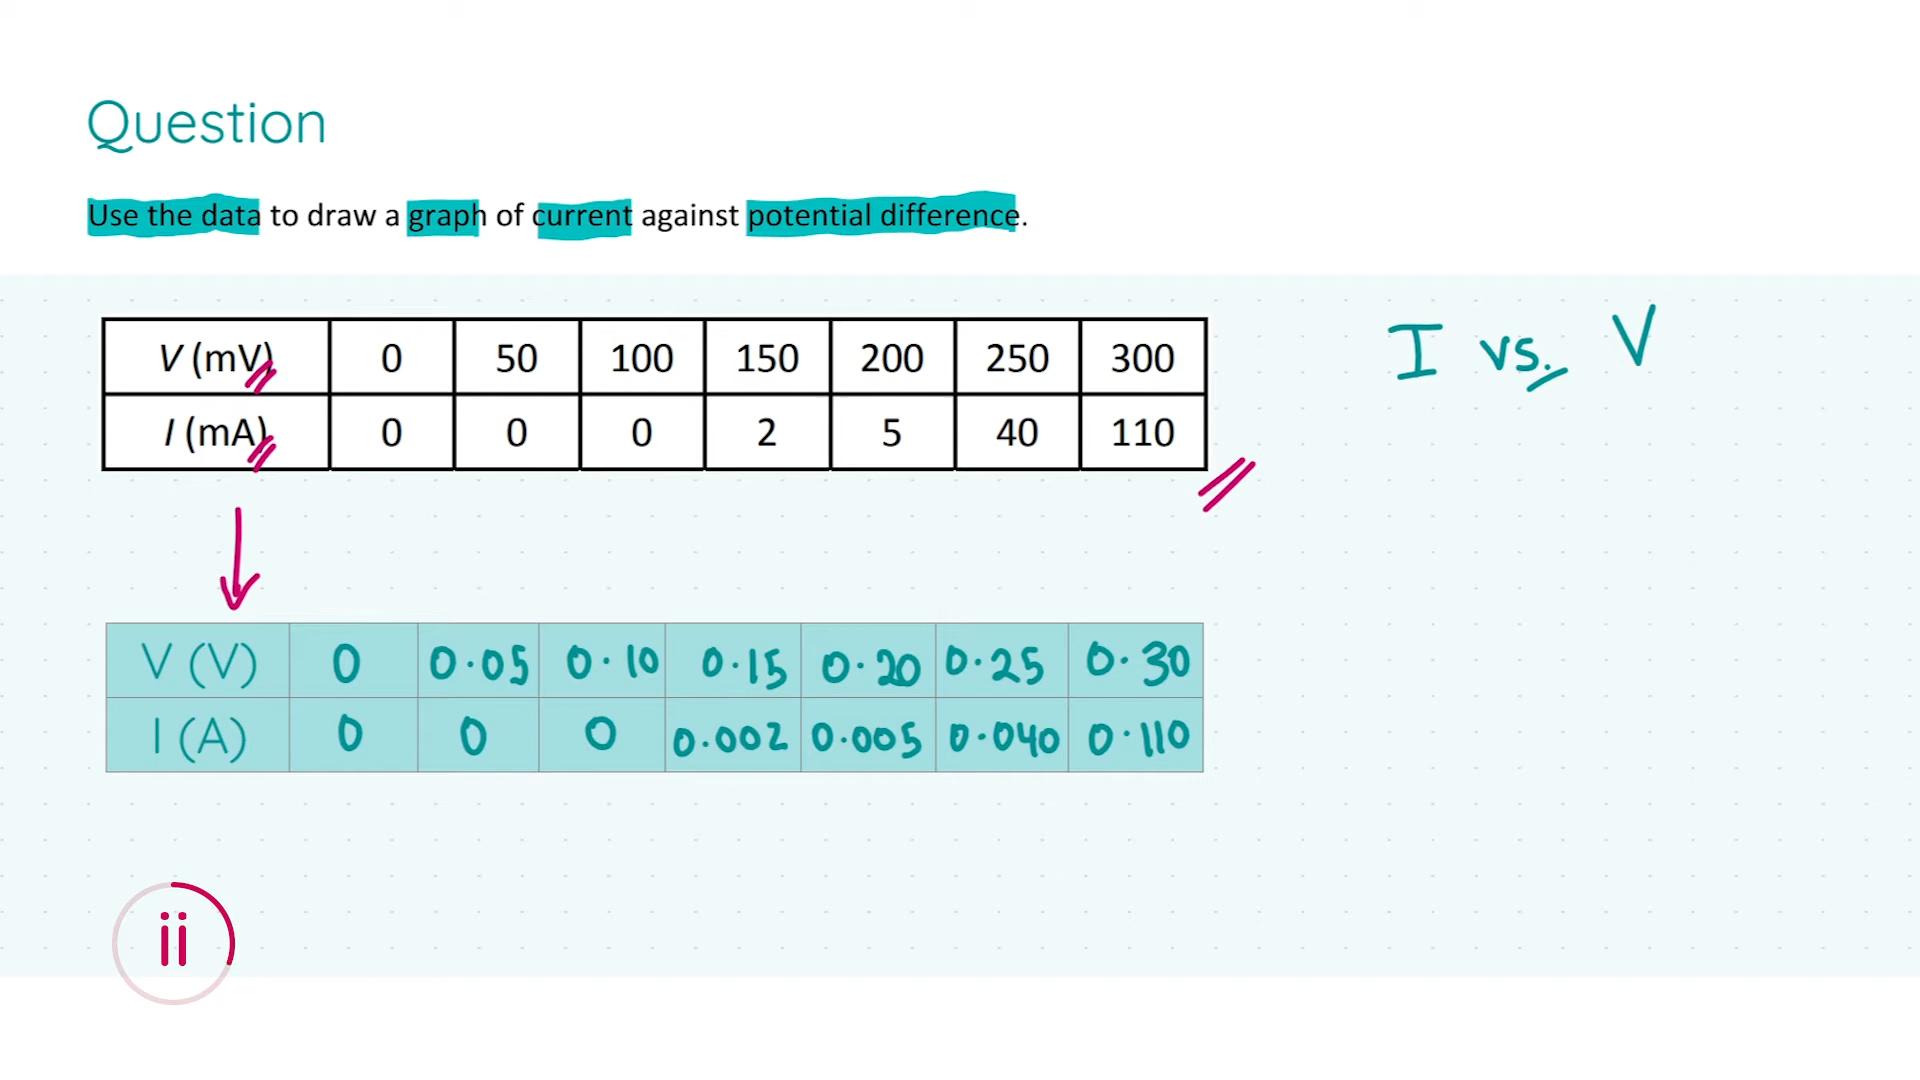 Question
Use the data to draw a graph of current against potential difference.
V (mV) 0 50 100 150 200 250 300
I (mA) 0 0 0 2 5 40 110
I vs. V
V (V) 0 0.05 0.10 0.15 0.20 0.25 0.30
I (A) 0 0 0 0.002 0.005 0.040 0.110
ii